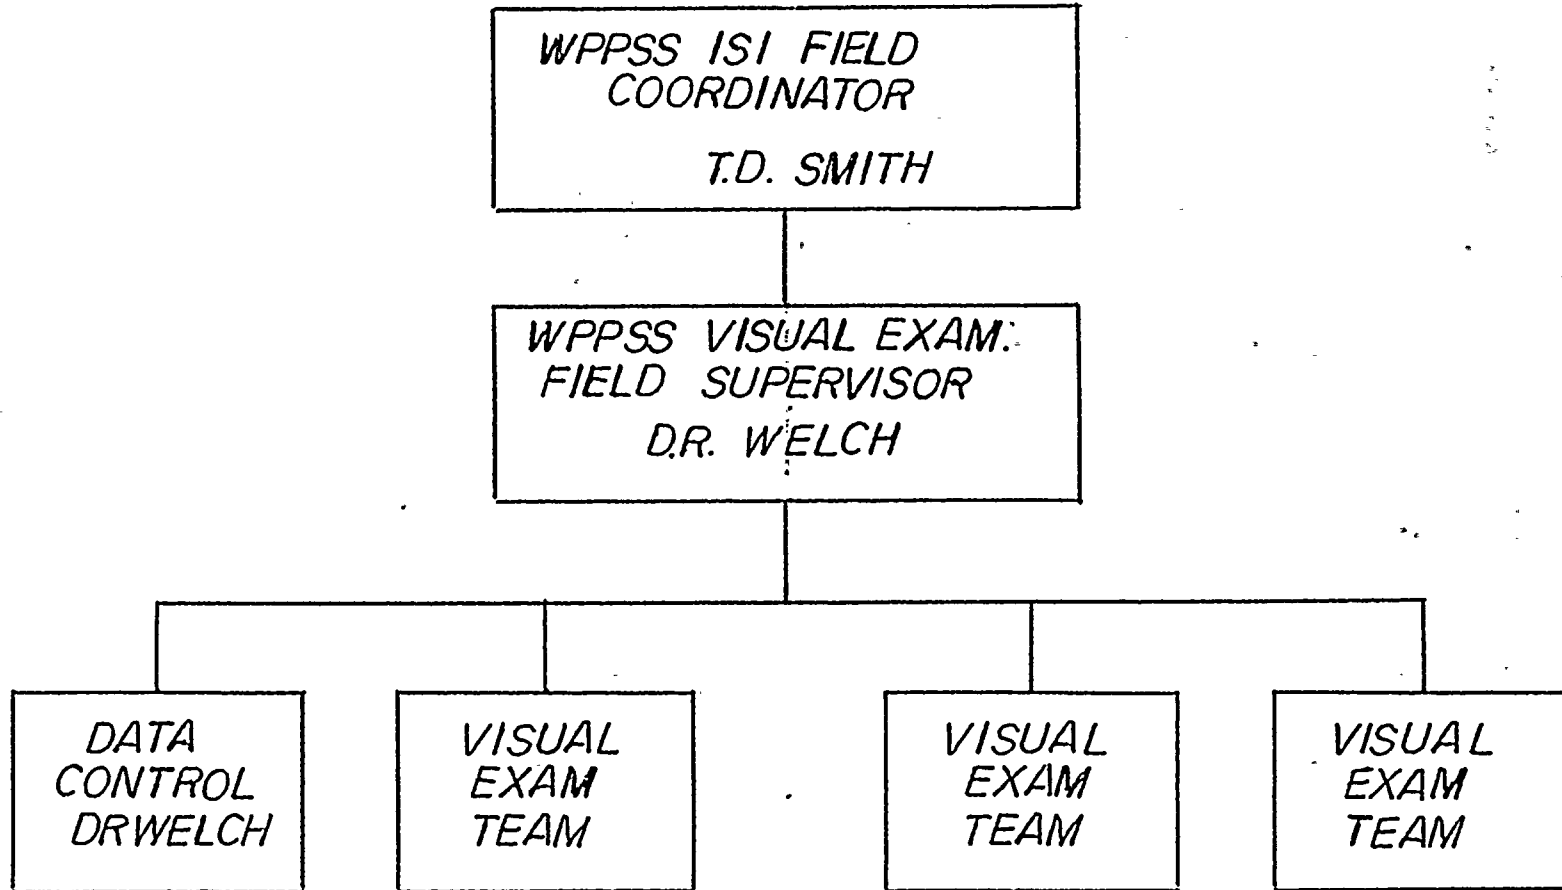 WPPSS ISI FIELD
COORDINATOR
T.D. SMITH
WPPSS VISUAL EXAM.
FIELD SUPERVISOR
D.R. WELCH
DATA
CONTROL
DRWELCH
VISUAL
EXAM
TEAM
VISUAL
EXAM
TEAM
VISUAL
EXAM
TEAM